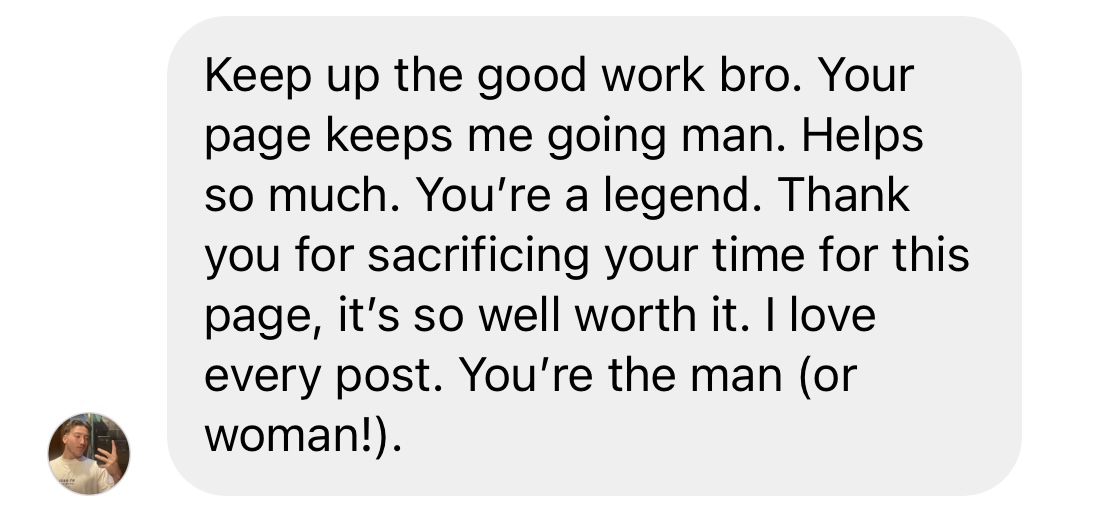 Keep up the good work bro. Your
page keeps me going man. Helps
so much. You’re a legend. Thank
you for sacrificing your time for this
page, it’s so well worth it. I love
every post. You’re the man (or
woman!).